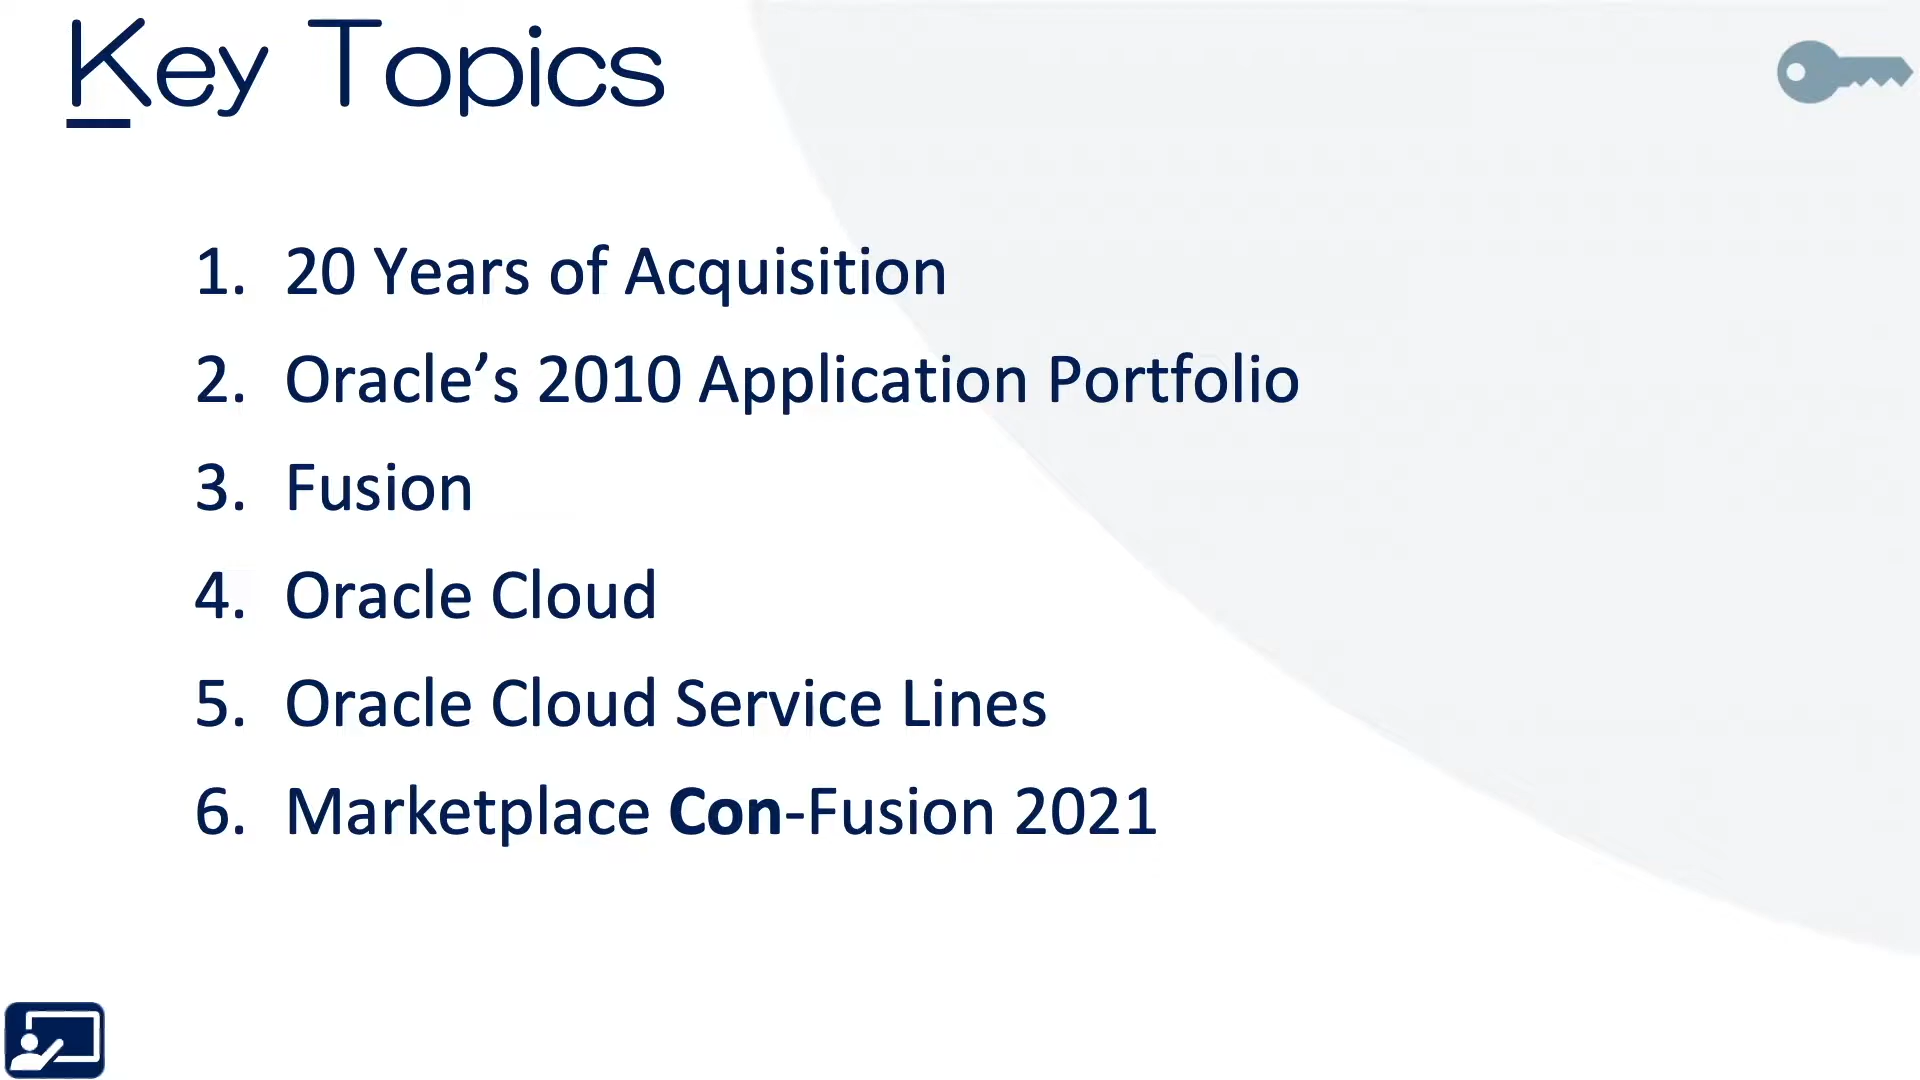 Key Topics
1. 20 Years of Acquisition
2. Oracle’s 2010 Application Portfolio
3. Fusion
4. Oracle Cloud
5. Oracle Cloud Service Lines
6. Marketplace Con-Fusion 2021